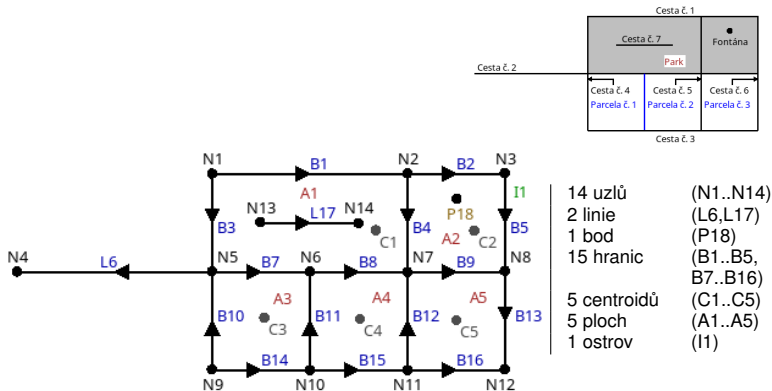 Cesta č. 1
Cesta č. 7
Fontána
Park
Cesta č. 2
Cesta č. 4 Cesta č. 5 Cesta č. 6
Parcela č. 1 Parcela č. 2 Parcela č. 3
Cesta č. 3
N1 B1 N2 B2 N3
A1 I1
N13 L17 N14 P18
B3 C1 B4 A2 C2 B5
N4 L6 N5 B7 N6 B8 N7 B9 N8
A3 A4 A5
B10 C3 B11 C4 B12 C5 B13
B14 B15 B16
N9 N10 N11 N12
14 uzlů (N1..N14)
2 linie (L6,L17)
1 bod (P18)
15 hranic (B1..B5,
B7..B16)
5 centroidů (C1..C5)
5 ploch (A1..A5)
1 ostrov (I1)